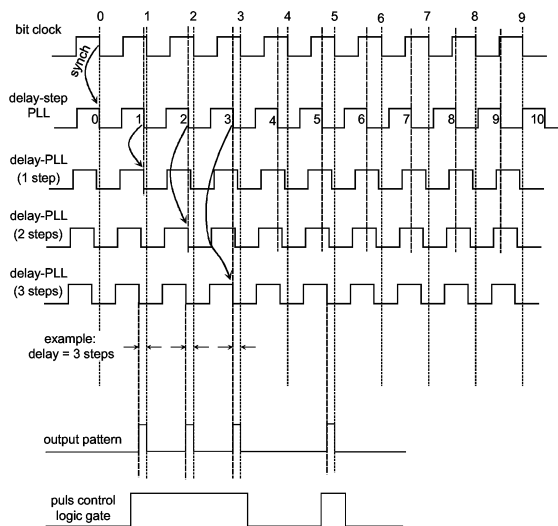 0 1 2 3 4 5 6 7 8 9
bit clock
synch
delay-step
PLL
0 1 2 3 4 5 6 7 8 9 10
delay-PLL
(1 step)
delay-PLL
(2 steps)
delay-PLL
(3 steps)
example:
delay = 3 steps
output pattern
puls control
logic gate